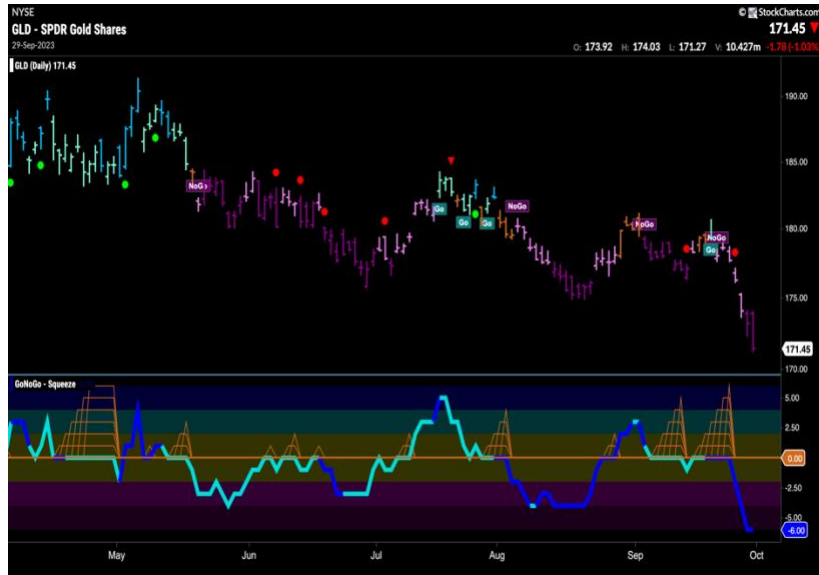 NYSE
© StockCharts.com
GLD - SPDR Gold Shares
171.45
29-Sep-2023
O: 173.92 H: 174.03 L: 171.27 V: 10.427m -1.78 (-1.03%)
GLD (Daily) 171.45
190.00
185.00
NoGo
Go
Go
Go
NoGo
180.00
NoGo
NoGo
Go
175.00
171.45
170.00
GoNoGo - Squeeze
5.00
2.50
0.00
-2.50
-5.00
-6.00
May Jun Jul Aug Sep Oct